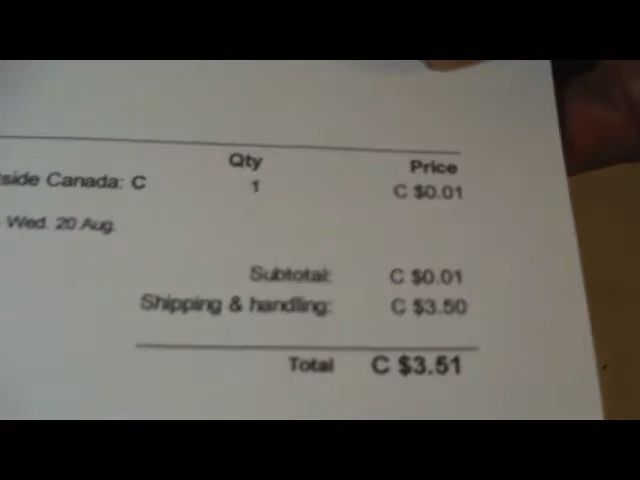 Qty Price
side Canada: C 1 C $0.01
Wed. 20 Aug.
Subtotal: C $0.01
Shipping & handling: C $3.50
Total C $3.51